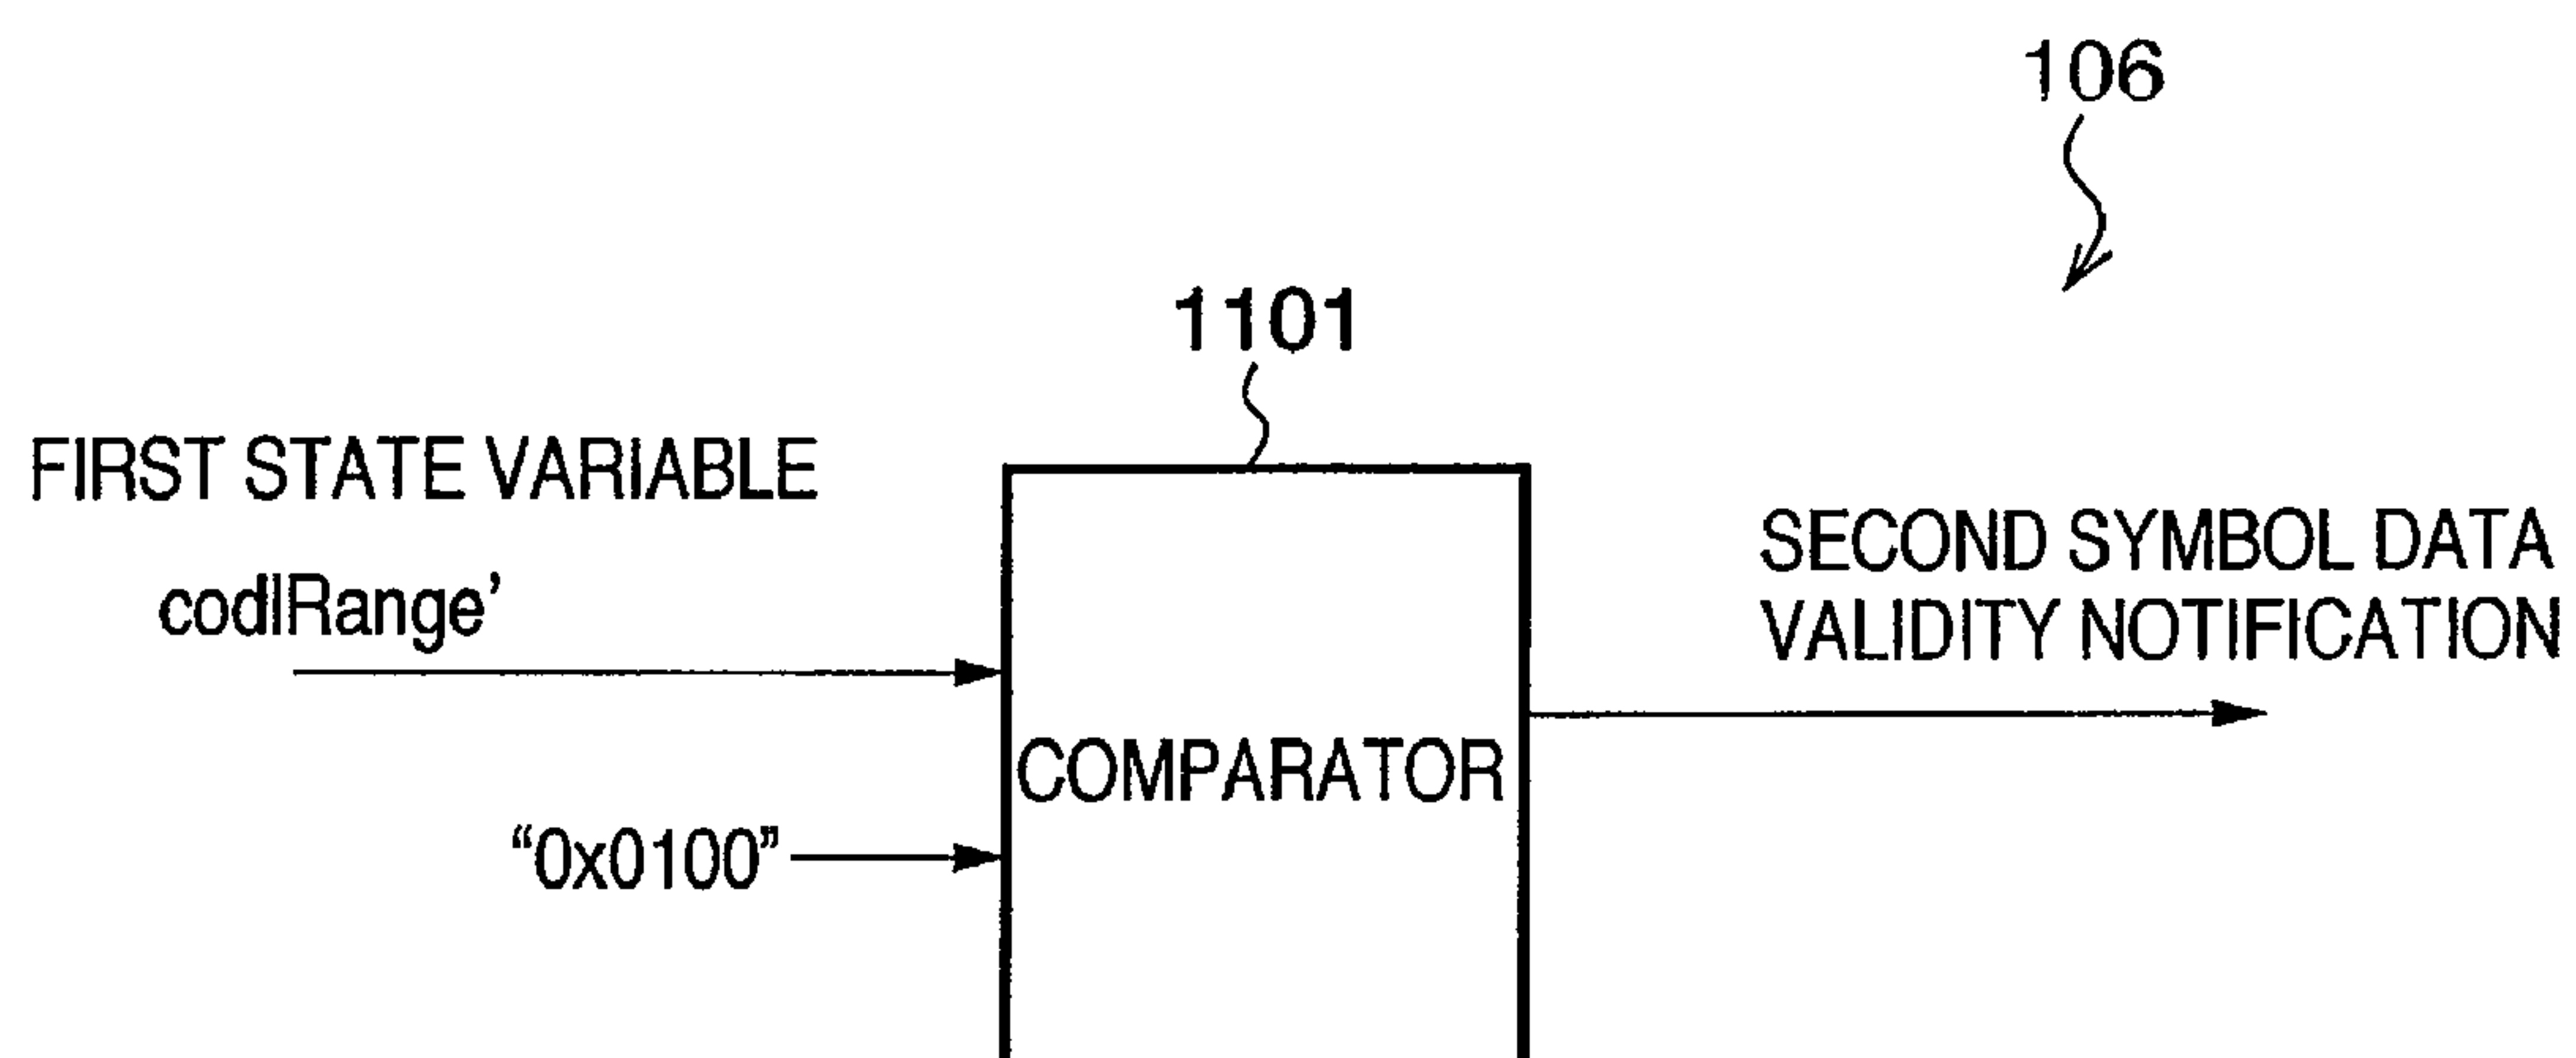 106
1101
FIRST STATE VARIABLE
codIRange’
SECOND SYMBOL DATA
VALIDITY NOTIFICATION
COMPARATOR
“0x0100”